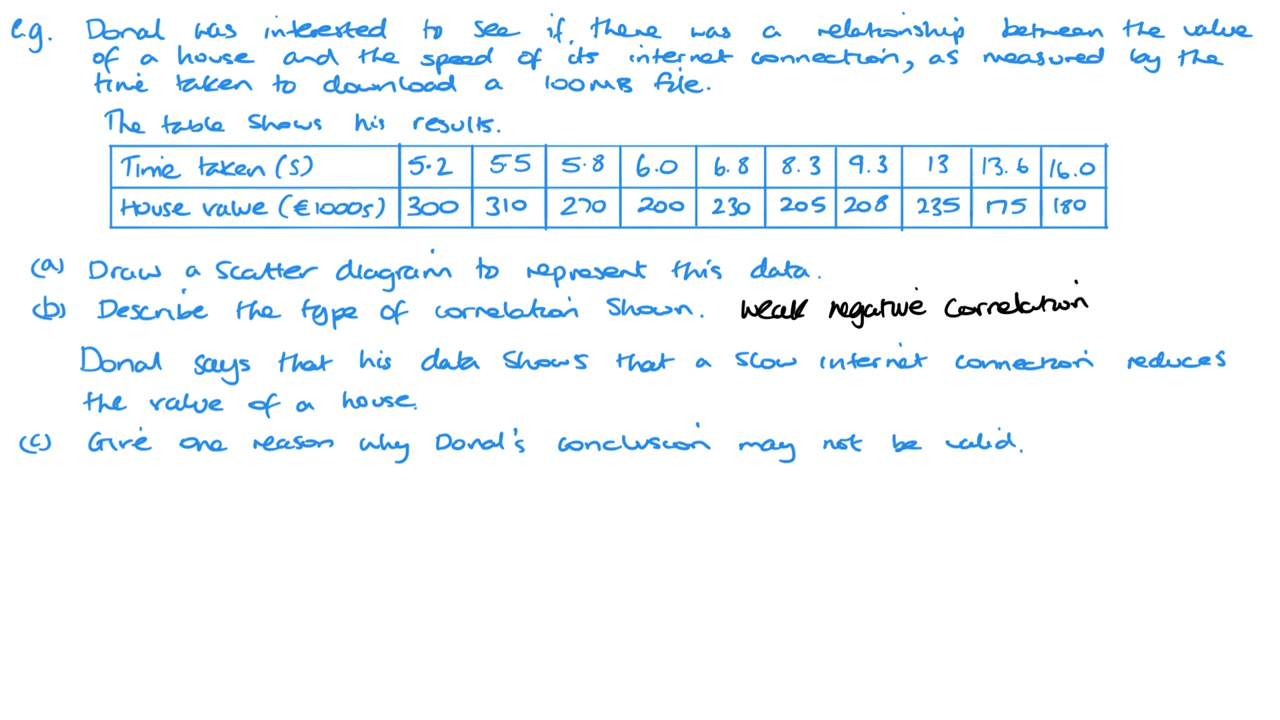 e.g. Donal was interested to see if there was a relationship between the value
of a house and the speed of its internet connection, as measured by the
time taken to download a 100MB file.
The table shows his results.
Time taken (s) 5.2 55 5.8 6.0 6.8 8.3 9.3 13 13.6 16.0
House value (€1000s) 300 310 270 200 230 205 208 235 175 180
(a) Draw a scatter diagram to represent this data.
(b) Describe the type of correlation shown. weak negative correlation
Donal says that his data shows that a slow internet connection reduces
the value of a house.
(c) Give one reason why Donal's conclusion may not be valid.